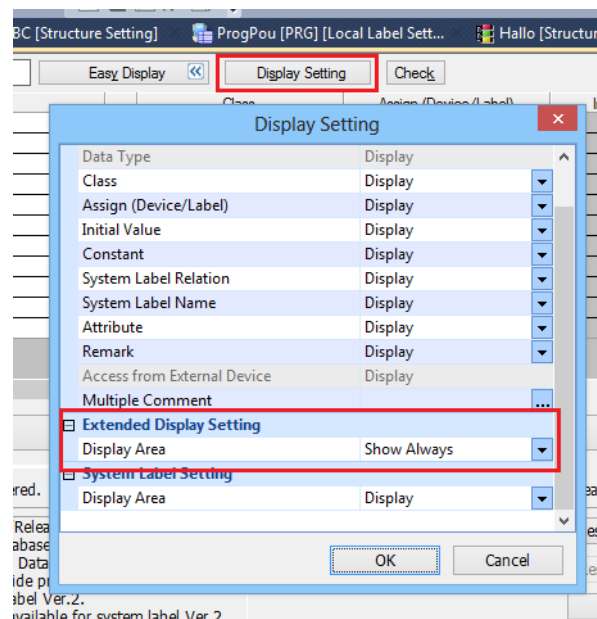 BC [Structure Setting] ProgPou [PRG] [Local Label Sett... Hallo [Structur
Easy Display Display Setting Check
Class Assign (Device/Label)
Display Setting
Data Type Display
Class Display
Assign (Device/Label) Display
Initial Value Display
Constant Display
System Label Relation Display
System Label Name Display
Attribute Display
Remark Display
Access from External Device Display
Multiple Comment ...
Extended Display Setting
Display Area Show Always
System Label Setting
Display Area Display
ered.
Relea
abase
Data
ide pr
OK Cancel
abel Ver.2.
available for system label Ver.2